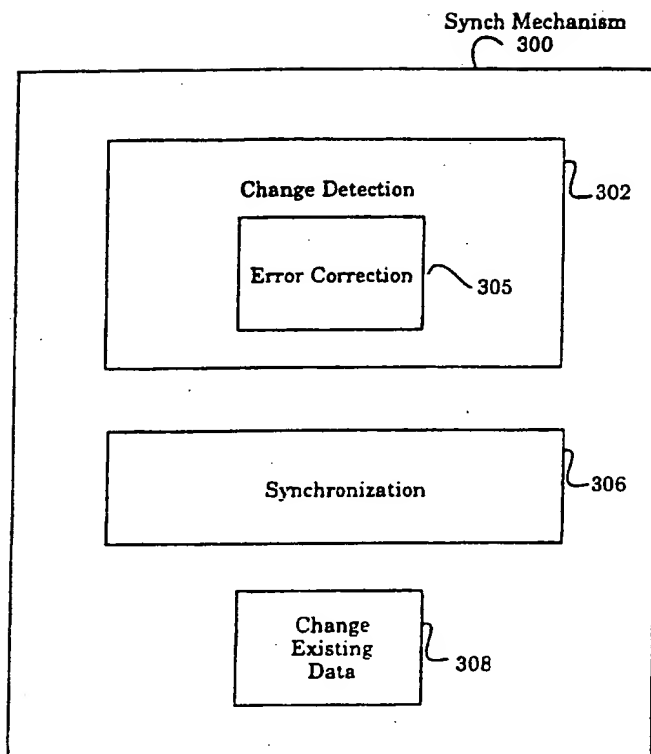 Synch Mechanism
300
Change Detection
302
Error Correction
305
Synchronization
306
Change
Existing
Data
308